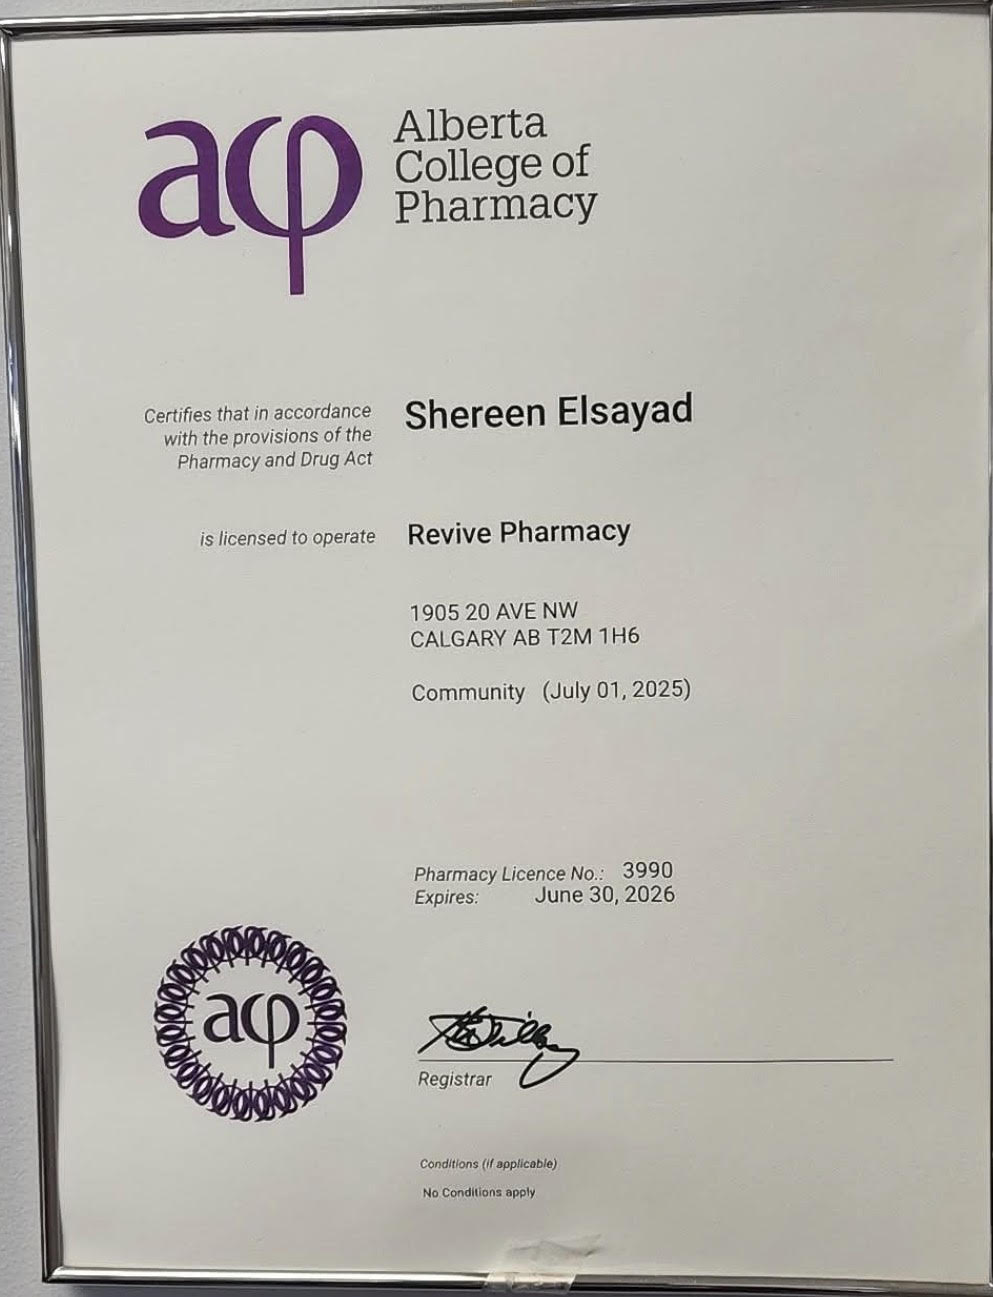 acp
Alberta
College of
Pharmacy
Certifies that in accordance
with the provisions of the
Pharmacy and Drug Act
Shereen Elsayad
is licensed to operate
Revive Pharmacy
1905 20 AVE NW
CALGARY AB T2M 1H6
Community (July 01, 2025)
Pharmacy Licence No.: 3990
Expires: June 30, 2026
acp
Registrar
Conditions (if applicable)
No Conditions apply